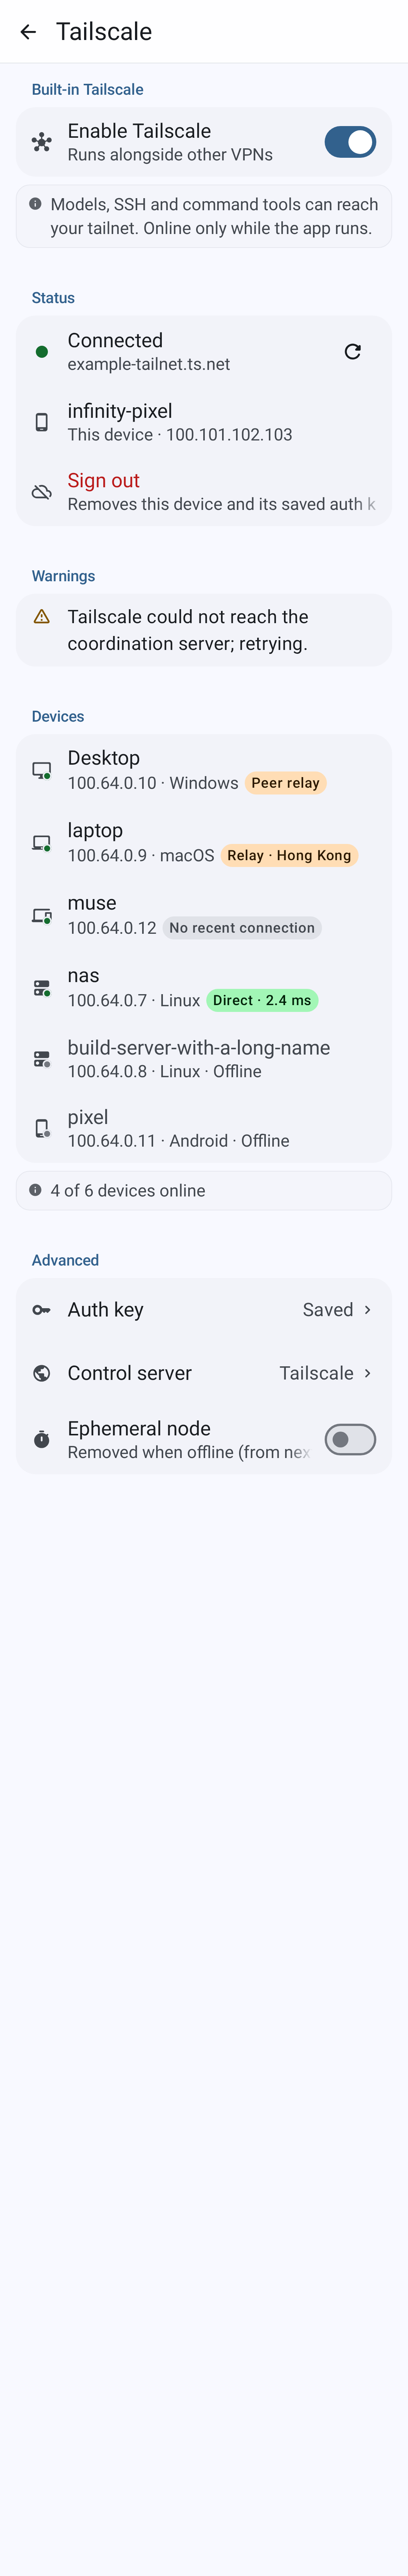 Tailscale
Built-in Tailscale
Enable Tailscale
Runs alongside other VPNs
Models, SSH and command tools can reach
your tailnet. Online only while the app runs.
Status
Connected
example-tailnet.ts.net
infinity-pixel
This device · 100.101.102.103
Sign out
Removes this device and its saved auth k
Warnings
Tailscale could not reach the
coordination server; retrying.
Devices
Desktop
100.64.0.10 · Windows Peer relay
laptop
100.64.0.9 · macOS Relay · Hong Kong
muse
100.64.0.12 No recent connection
nas
100.64.0.7 · Linux Direct · 2.4 ms
build-server-with-a-long-name
100.64.0.8 · Linux · Offline
pixel
100.64.0.11 · Android · Offline
4 of 6 devices online
Advanced
Auth key Saved
Control server Tailscale
Ephemeral node
Removed when offline (from nex